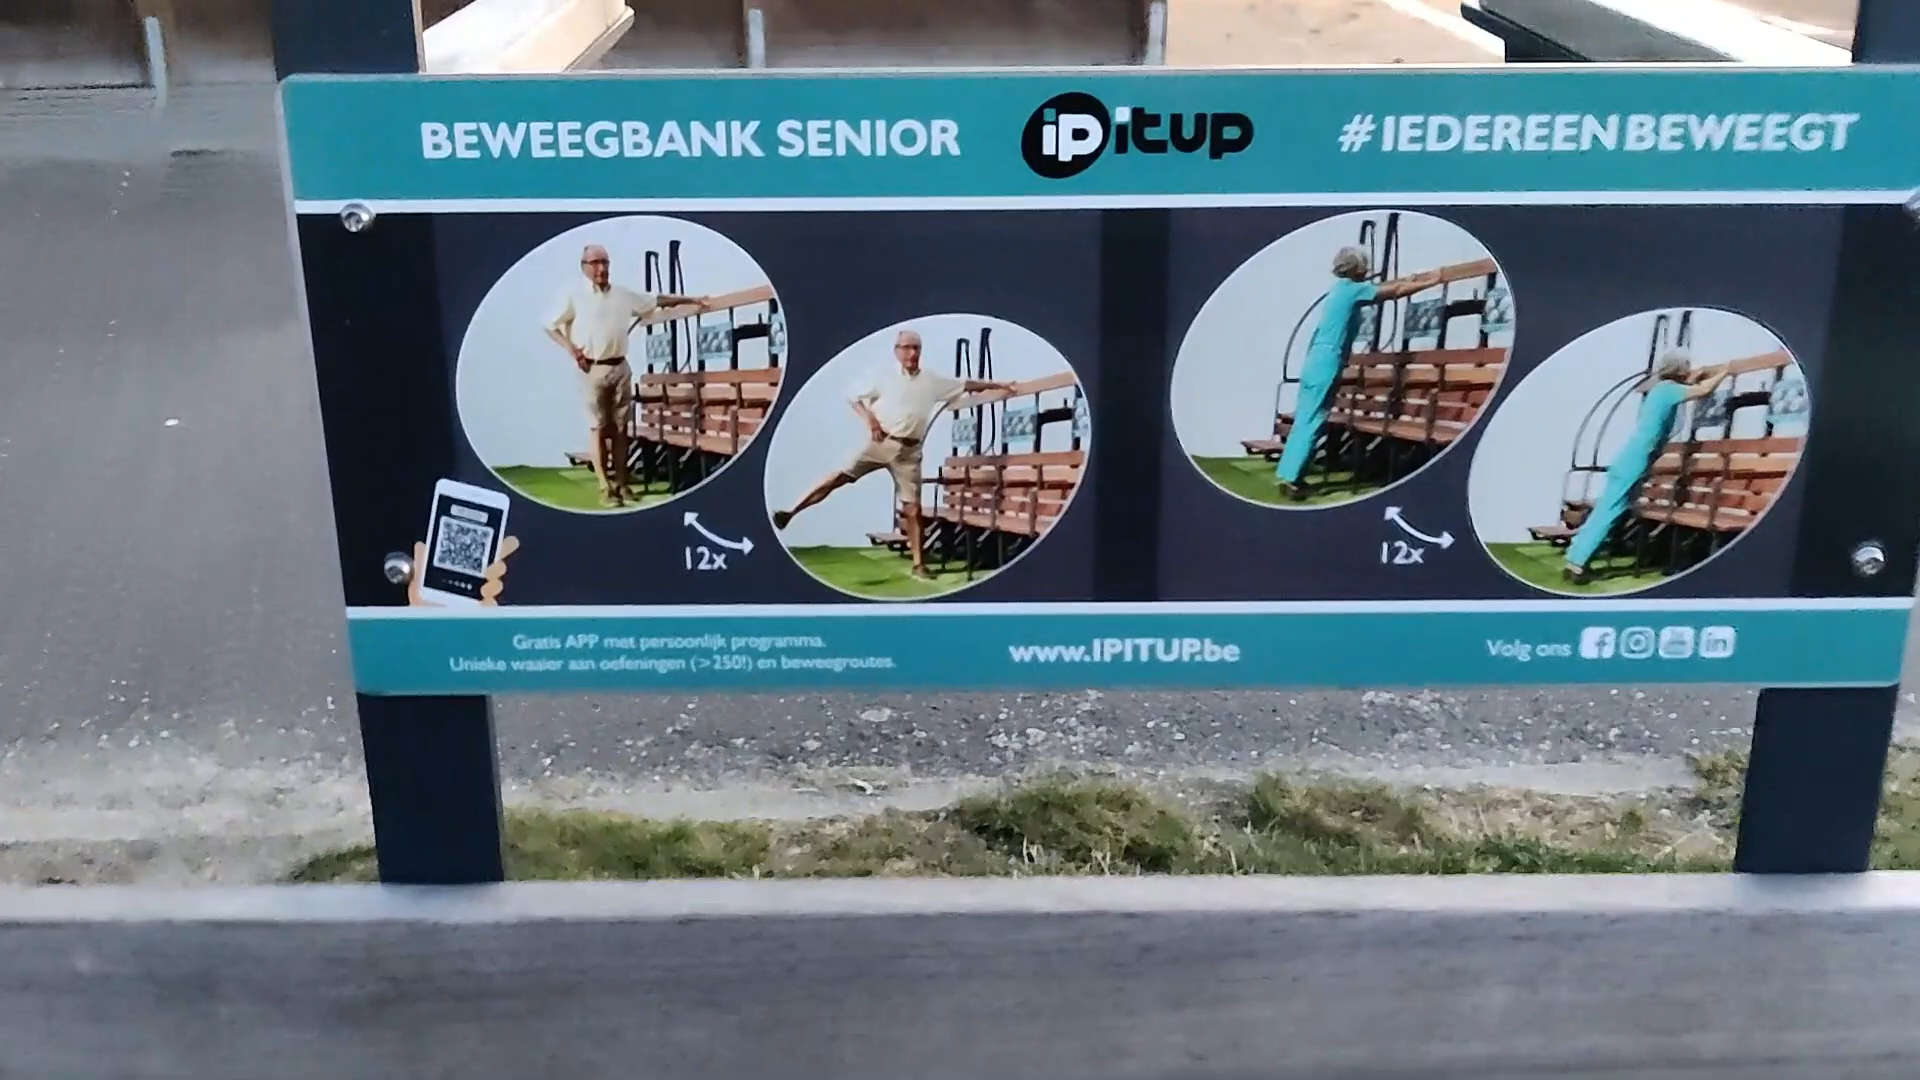 BEWEEGBANK SENIOR
ipitup
#IEDEREENBEWEEGT
12x
12x
Gratis APP met persoonlijk programma.
Unieke waaier aan oefeningen (>250!) en beweegroutes.
www.IPITUP.be
Volg ons